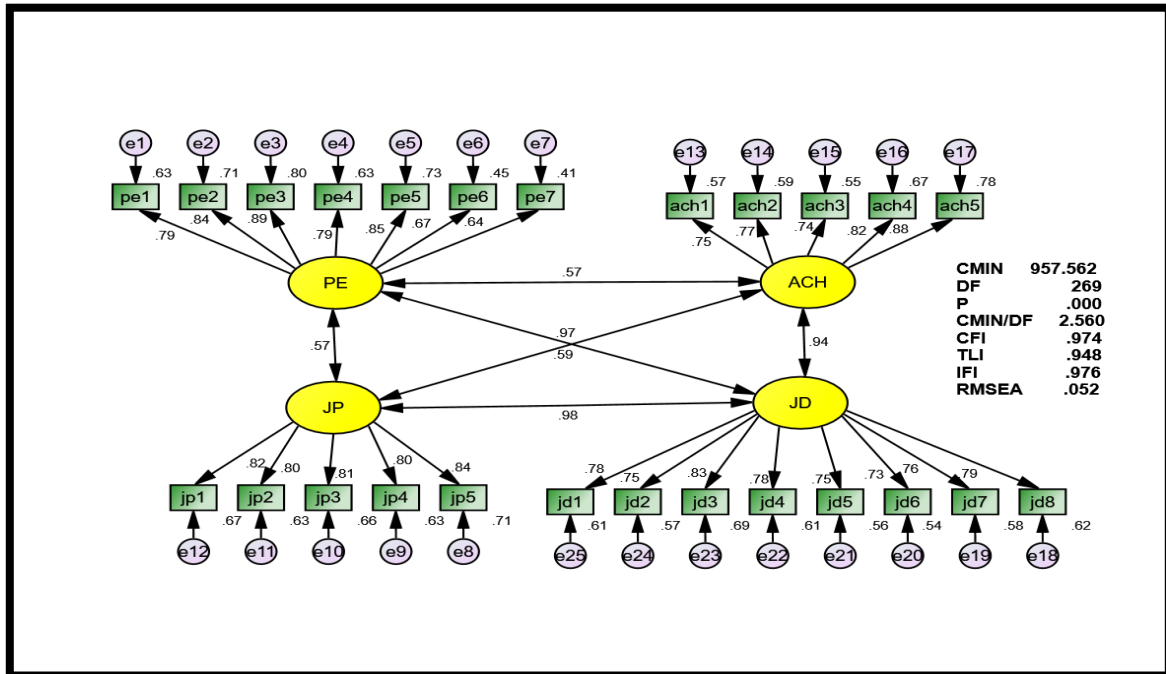 e1 e2 e3 e4 e5 e6 e7
.63 .71 .80 .63 .73 .45 .41
pe1 pe2 pe3 pe4 pe5 pe6 pe7
.79 .84 .89 .79 .85 .67 .64
PE
e13 e14 e15 e16 e17
.57 .59 .55 .67 .78
ach1 ach2 ach3 ach4 ach5
.75 .77 .74 .82 .88
ACH
.57
.97
.59
.57
.94
.98
CMIN 957.562
DF 269
P .000
CMIN/DF 2.560
CFI .974
TLI .948
IFI .976
RMSEA .052
JP
.82 .80 .81 .80 .84
jp1 jp2 jp3 jp4 jp5
.67 .63 .66 .63 .71
e12 e11 e10 e9 e8
JD
.78 .75 .83 .78 .75 .73 .76 .79
jd1 jd2 jd3 jd4 jd5 jd6 jd7 jd8
.61 .57 .69 .61 .56 .54 .58 .62
e25 e24 e23 e22 e21 e20 e19 e18